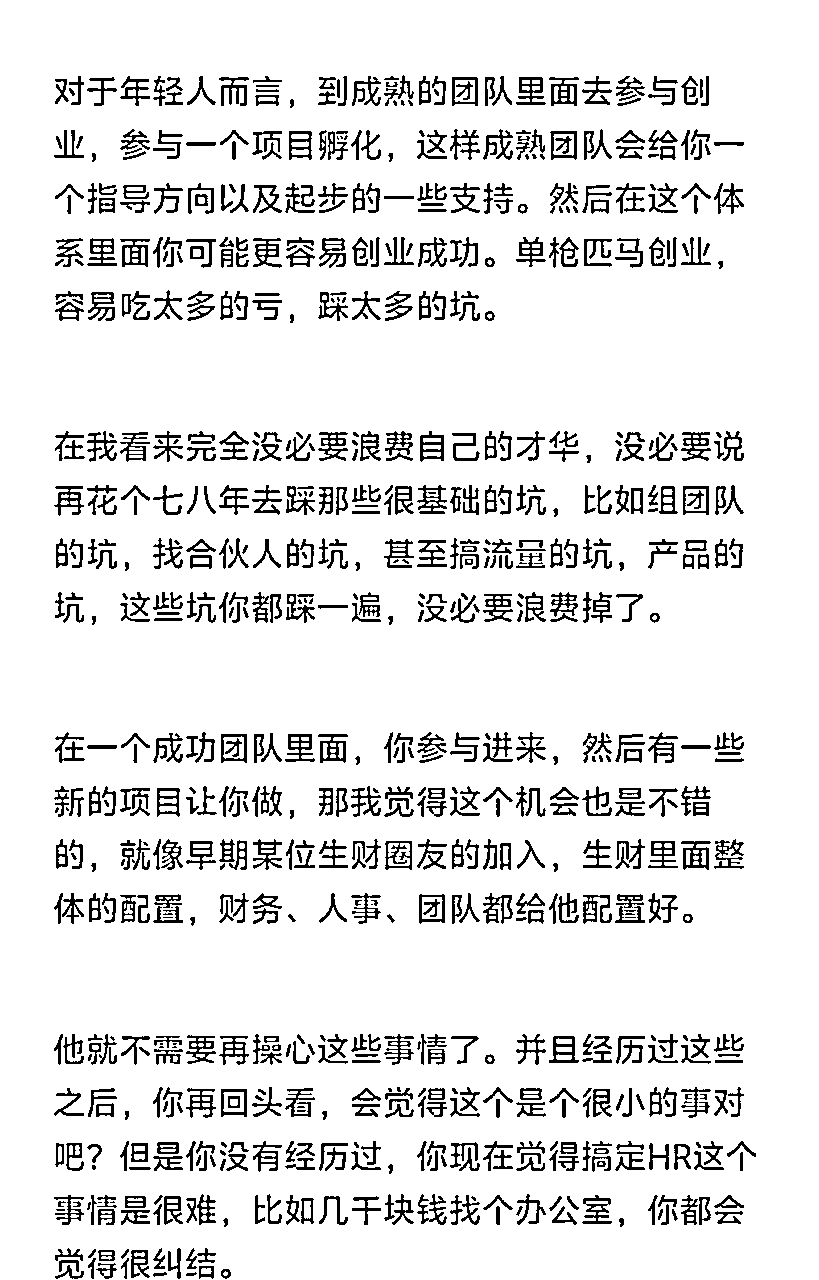 对于年轻人而言，到成熟的团队里面去参与创
业，参与一个项目孵化，这样成熟团队会给你一
个指导方向以及起步的一些支持。然后在这个体
系里面你可能更容易创业成功。单枪匹马创业，
容易吃太多的亏，踩太多的坑。
在我看来完全没必要浪费自己的才华，没必要说
再花个七八年去踩那些很基础的坑，比如组团队
的坑，找合伙人的坑，甚至搞流量的坑，产品的
坑，这些坑你都踩一遍，没必要浪费掉了。
在一个成功团队里面，你参与进来，然后有一些
新的项目让你做，那我觉得这个机会也是不错
的，就像早期某位生财圈友的加入，生财里面整
体的配置，财务、人事、团队都给他配置好。
他就不需要再操心这些事情了。并且经历过这些
之后，你再回头看，会觉得这个是个很小的事对
吧？但是你没有经历过，你现在觉得搞定HR这个
事情是很难，比如几千块钱找个办公室，你都会
觉得很纠结。